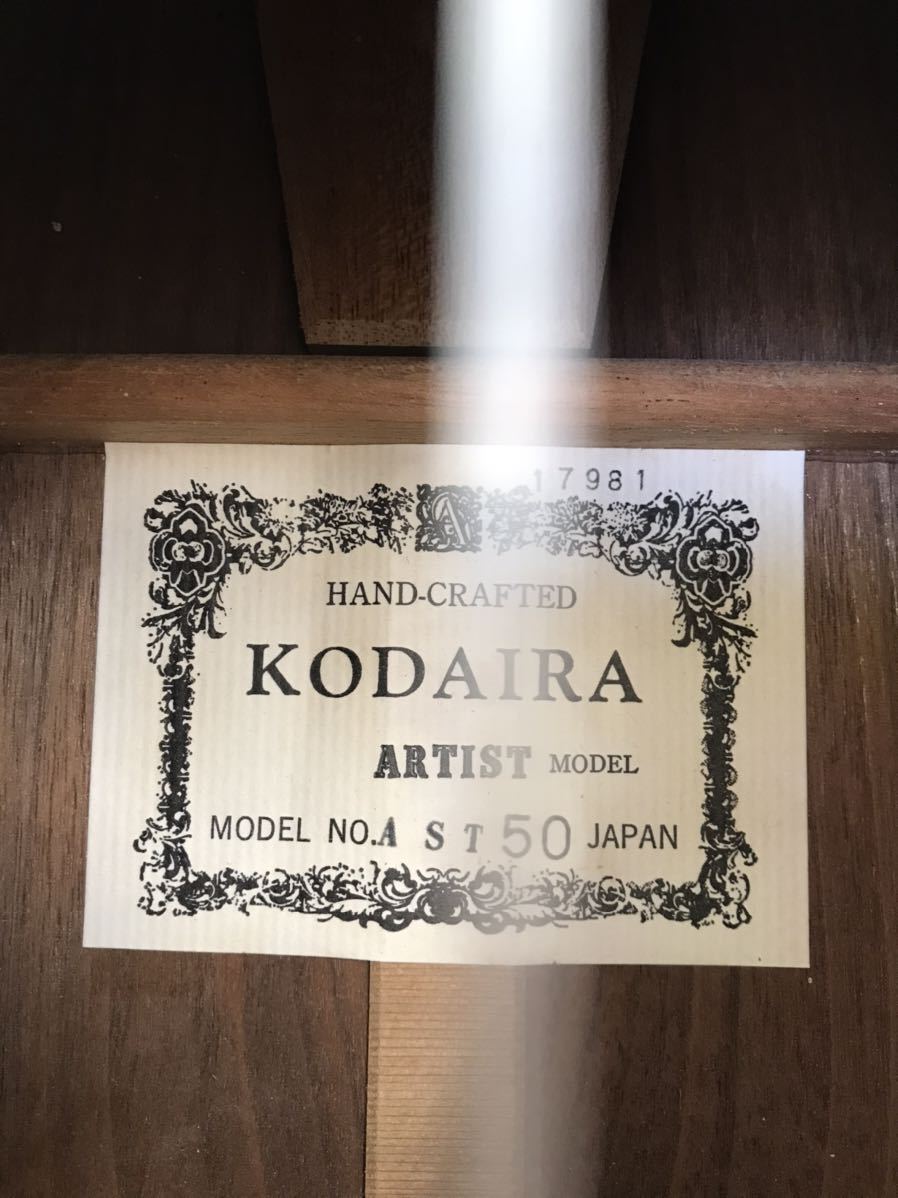 17981
A
HAND-CRAFTED
KODAIRA
ARTIST MODEL
MODEL NO. A S T 50 JAPAN